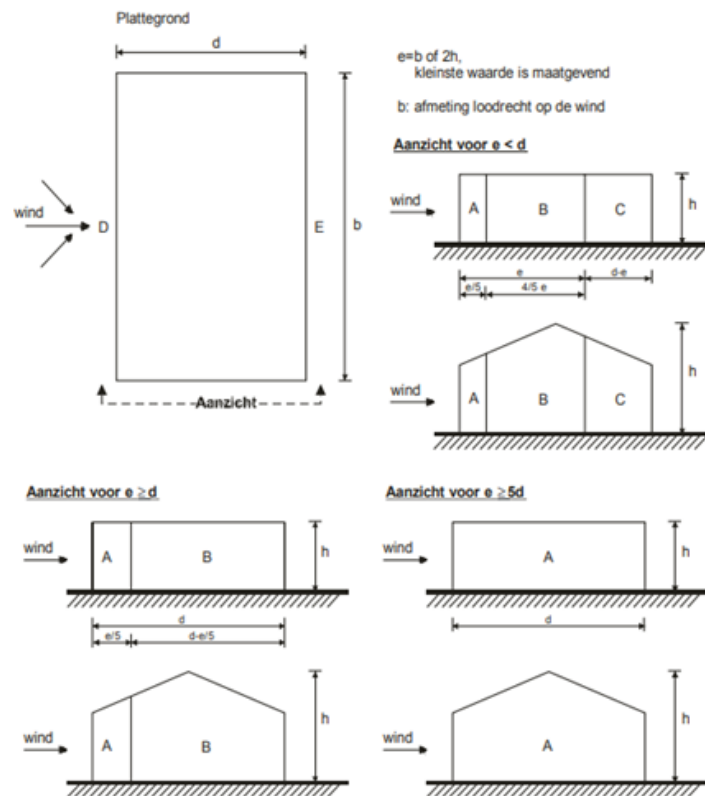 Plattegrond
d
e=b of 2h,
kleinste waarde is maatgevend
b: afmeting loodrecht op de wind
wind
D
E
b
Aanzicht
Aanzicht voor e < d
wind
A
B
C
h
e
d-e
e/5
4/5 e
wind
A
B
C
h
Aanzicht voor e ≥d
wind
A
B
h
d
e/5
d-e/5
wind
A
B
h
Aanzicht voor e ≥5d
wind
A
h
d
wind
A
h